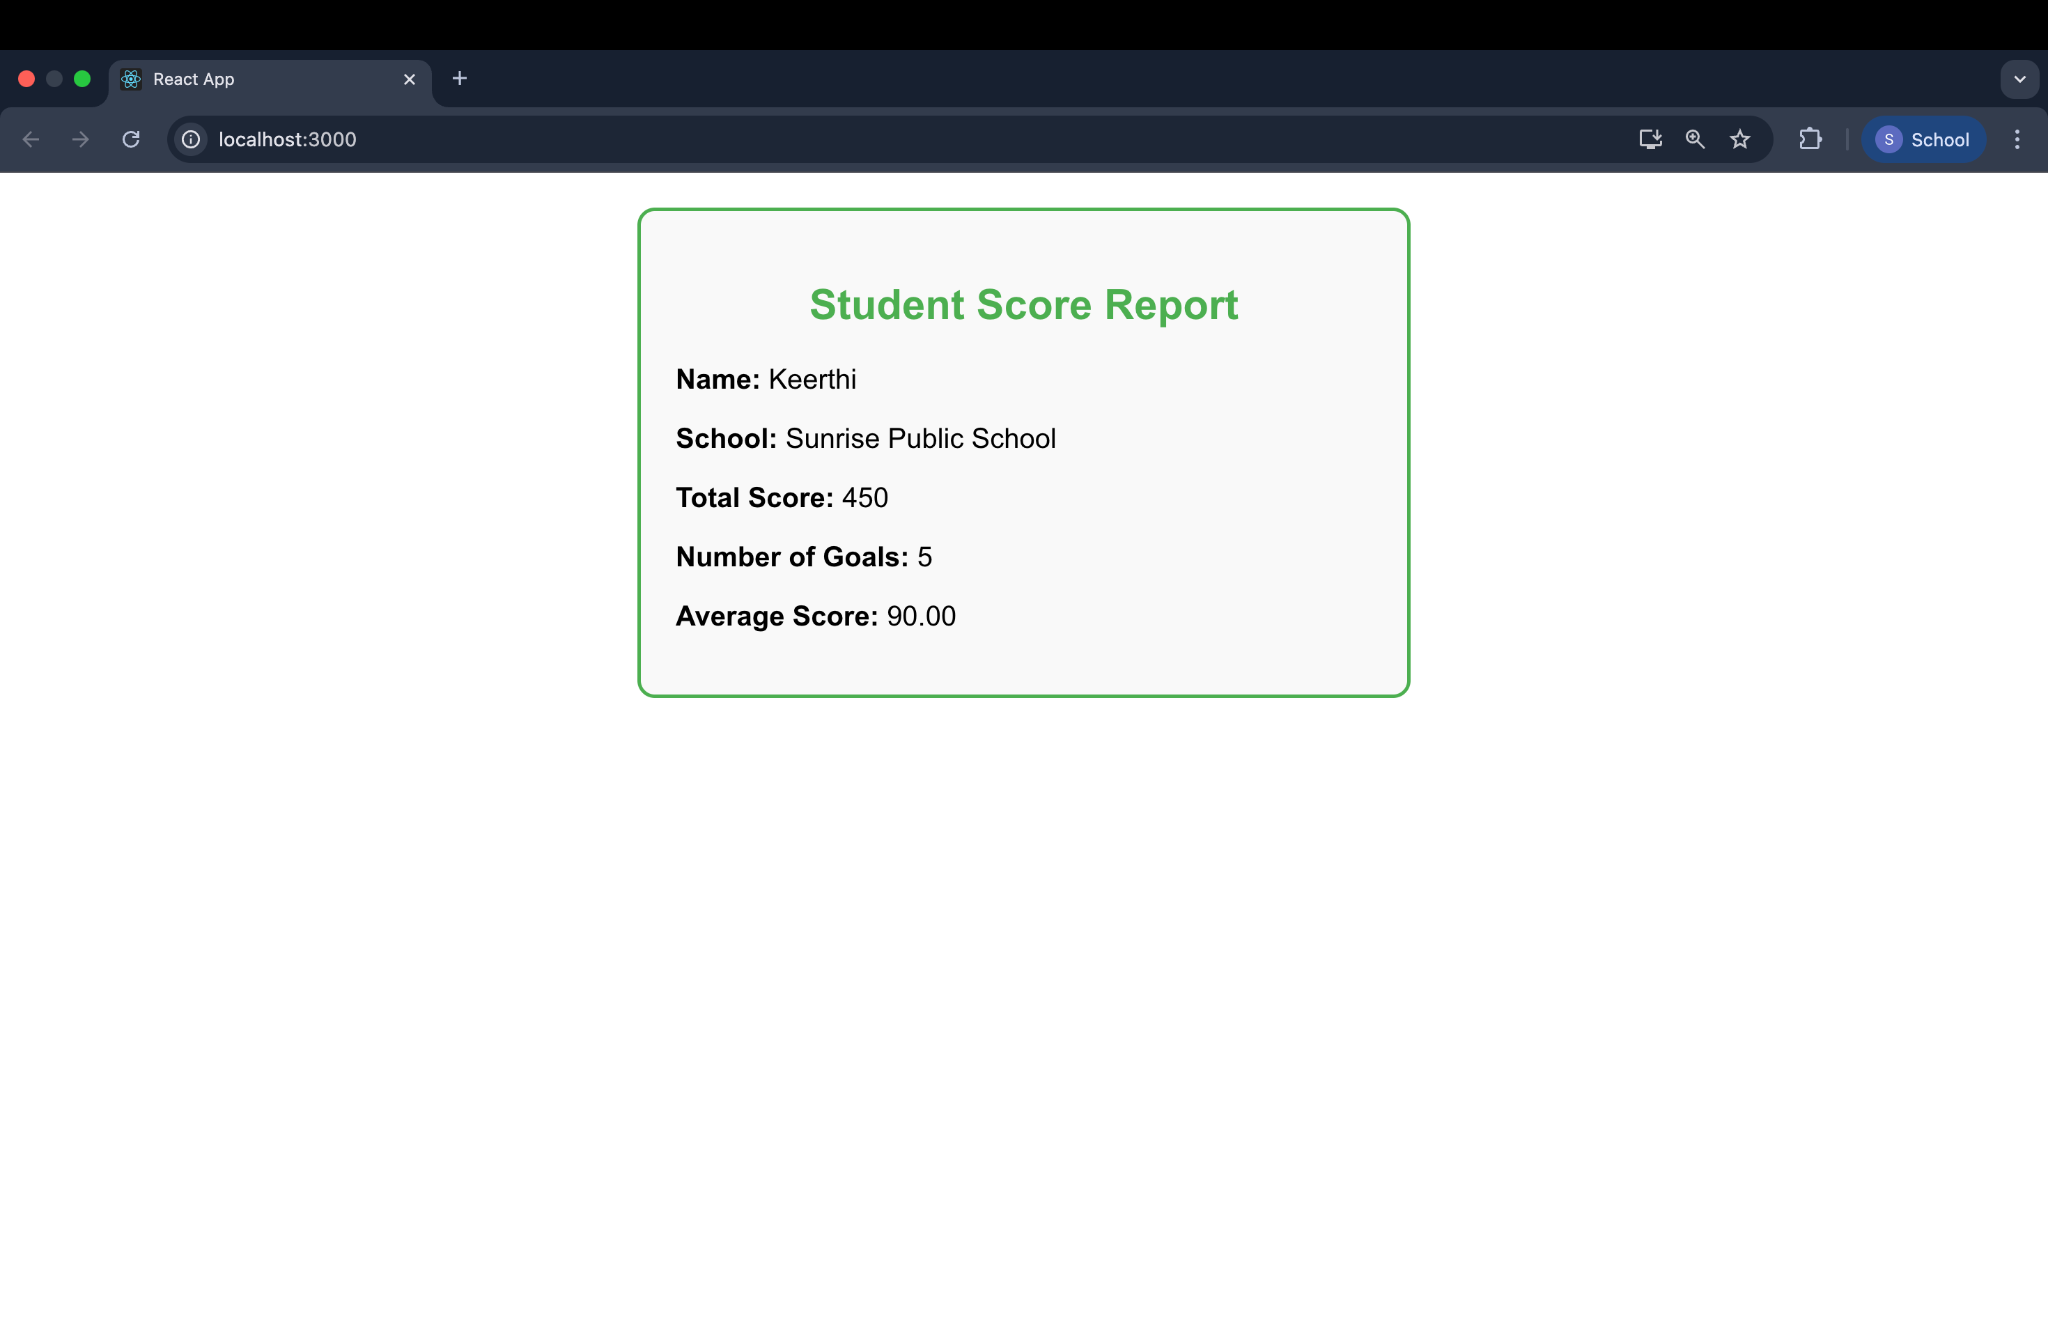 React App
localhost:3000
S School
Student Score Report
Name: Keerthi
School: Sunrise Public School
Total Score: 450
Number of Goals: 5
Average Score: 90.00